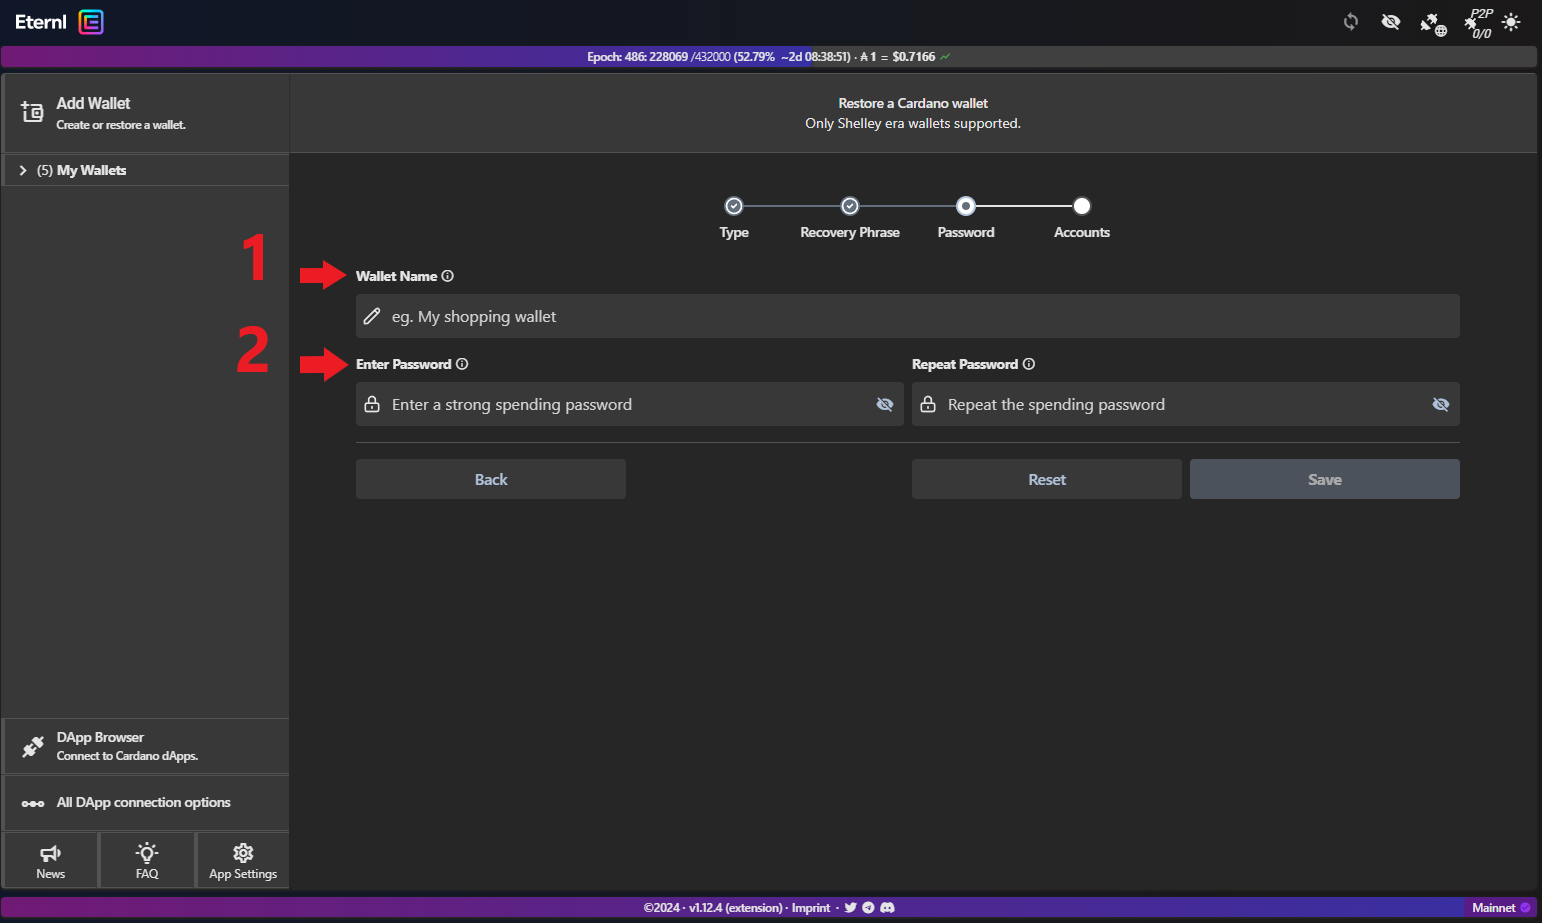 Eternl
P2P
0/0
Epoch: 486: 228069 /432000 (52.79% ~2d 08:38:51) · ₳ 1 = $0.7166
Add Wallet
Create or restore a wallet.
Restore a Cardano wallet
Only Shelley era wallets supported.
(5) My Wallets
Type
Recovery Phrase
Password
Accounts
1
Wallet Name
eg. My shopping wallet
2
Enter Password
Repeat Password
Enter a strong spending password
Repeat the spending password
Back
Reset
Save
DApp Browser
Connect to Cardano dApps.
All DApp connection options
News
FAQ
App Settings
©2024 · v1.12.4 (extension) · Imprint ·
Mainnet